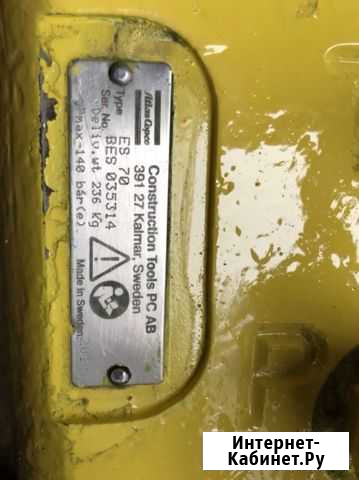 Atlas Copco
Construction Tools PC AB
391 27 Kalmar, Sweden
Type ES 70
Ser. No. BES 035314
Deliv.wt 236 Kg
pmax-140 bar(e).
Made in Sweden
P
Интернет-
Кабинет.Ру